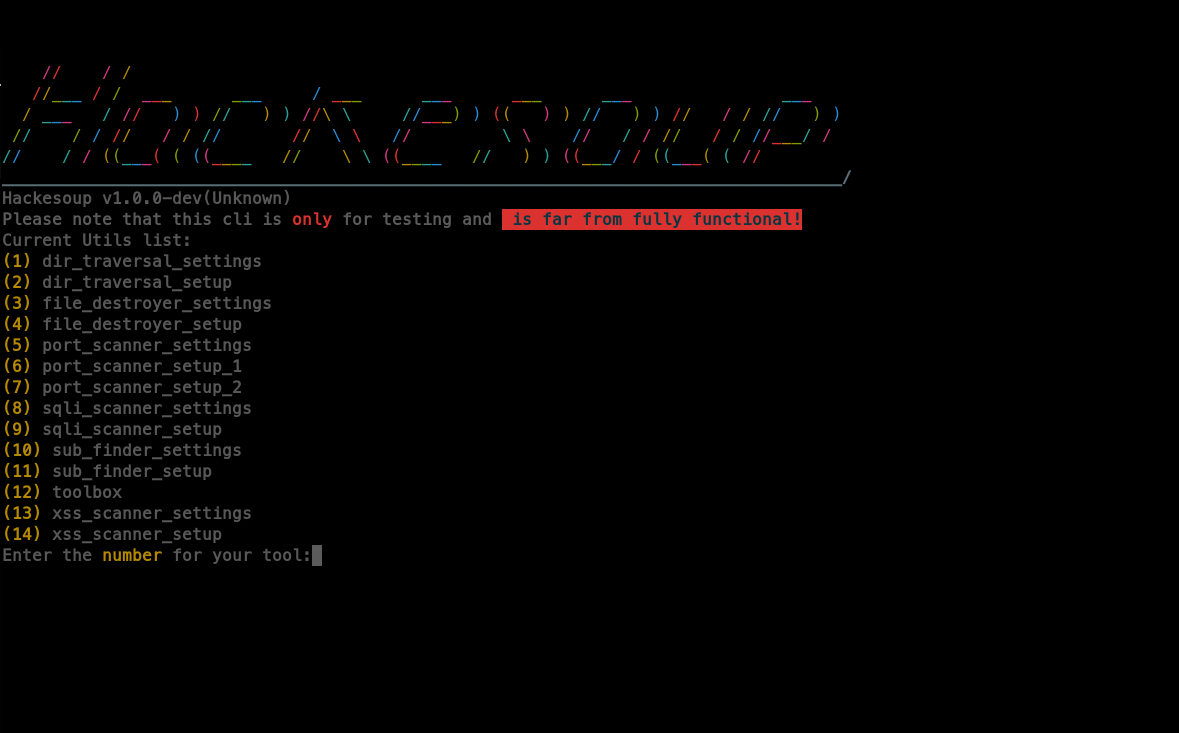 Hackesoup
Hackesoup v1.0.0-dev(Unknown)
Please note that this cli is only for testing and is far from fully functional!
Current Utils list:
(1) dir_traversal_settings
(2) dir_traversal_setup
(3) file_destroyer_settings
(4) file_destroyer_setup
(5) port_scanner_settings
(6) port_scanner_setup_1
(7) port_scanner_setup_2
(8) sqli_scanner_settings
(9) sqli_scanner_setup
(10) sub_finder_settings
(11) sub_finder_setup
(12) toolbox
(13) xss_scanner_settings
(14) xss_scanner_setup
Enter the number for your tool: